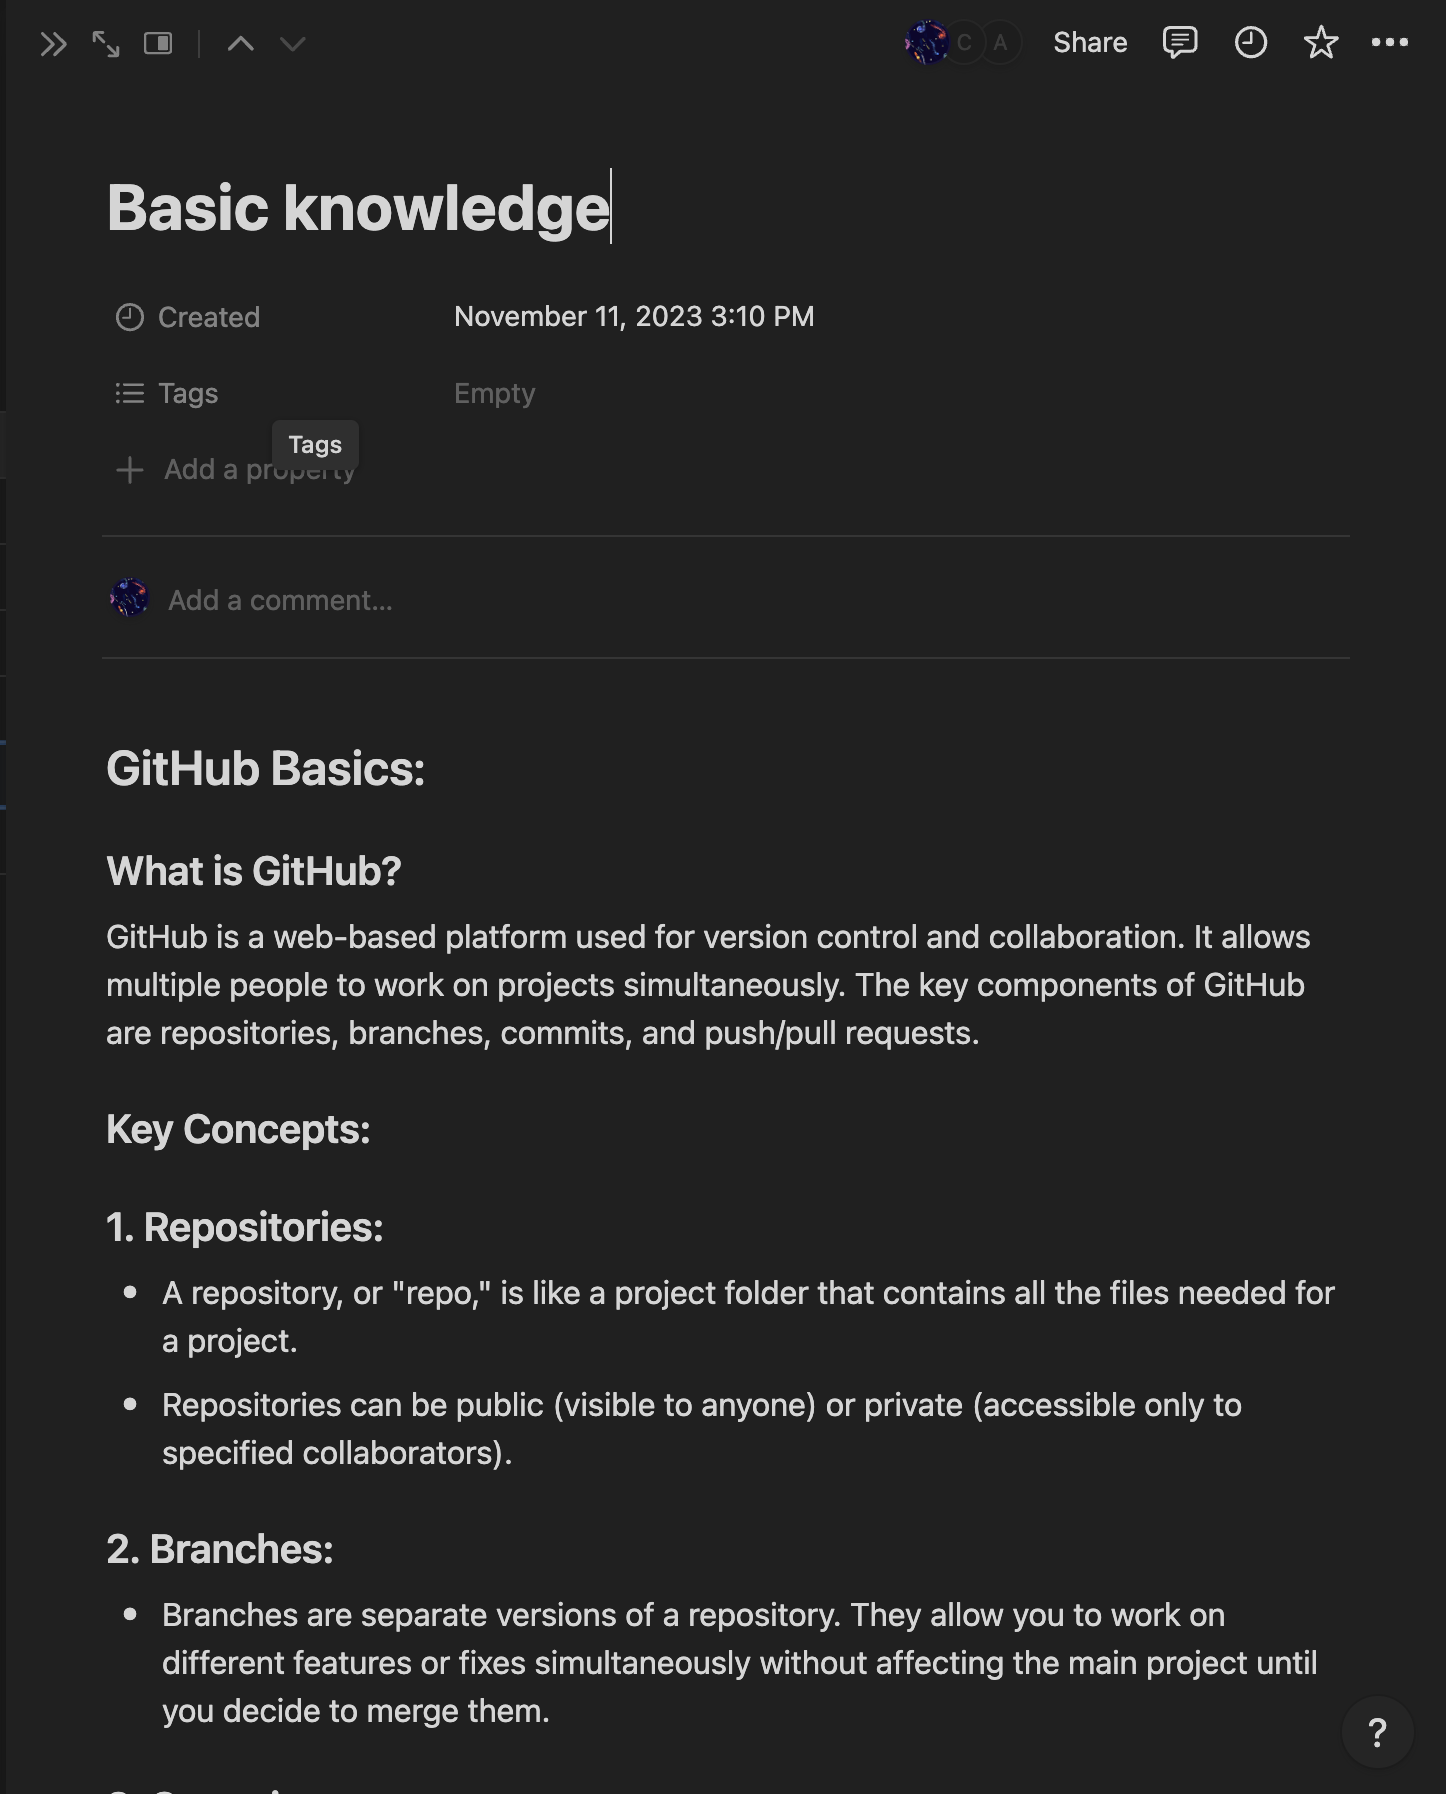 C A Share
Basic knowledge
Created November 11, 2023 3:10 PM
Tags Empty
Tags
Add a property
Add a comment...
GitHub Basics:
What is GitHub?
GitHub is a web-based platform used for version control and collaboration. It allows
multiple people to work on projects simultaneously. The key components of GitHub
are repositories, branches, commits, and push/pull requests.
Key Concepts:
1. Repositories:
• A repository, or "repo," is like a project folder that contains all the files needed for
a project.
• Repositories can be public (visible to anyone) or private (accessible only to
specified collaborators).
2. Branches:
• Branches are separate versions of a repository. They allow you to work on
different features or fixes simultaneously without affecting the main project until
you decide to merge them.
?